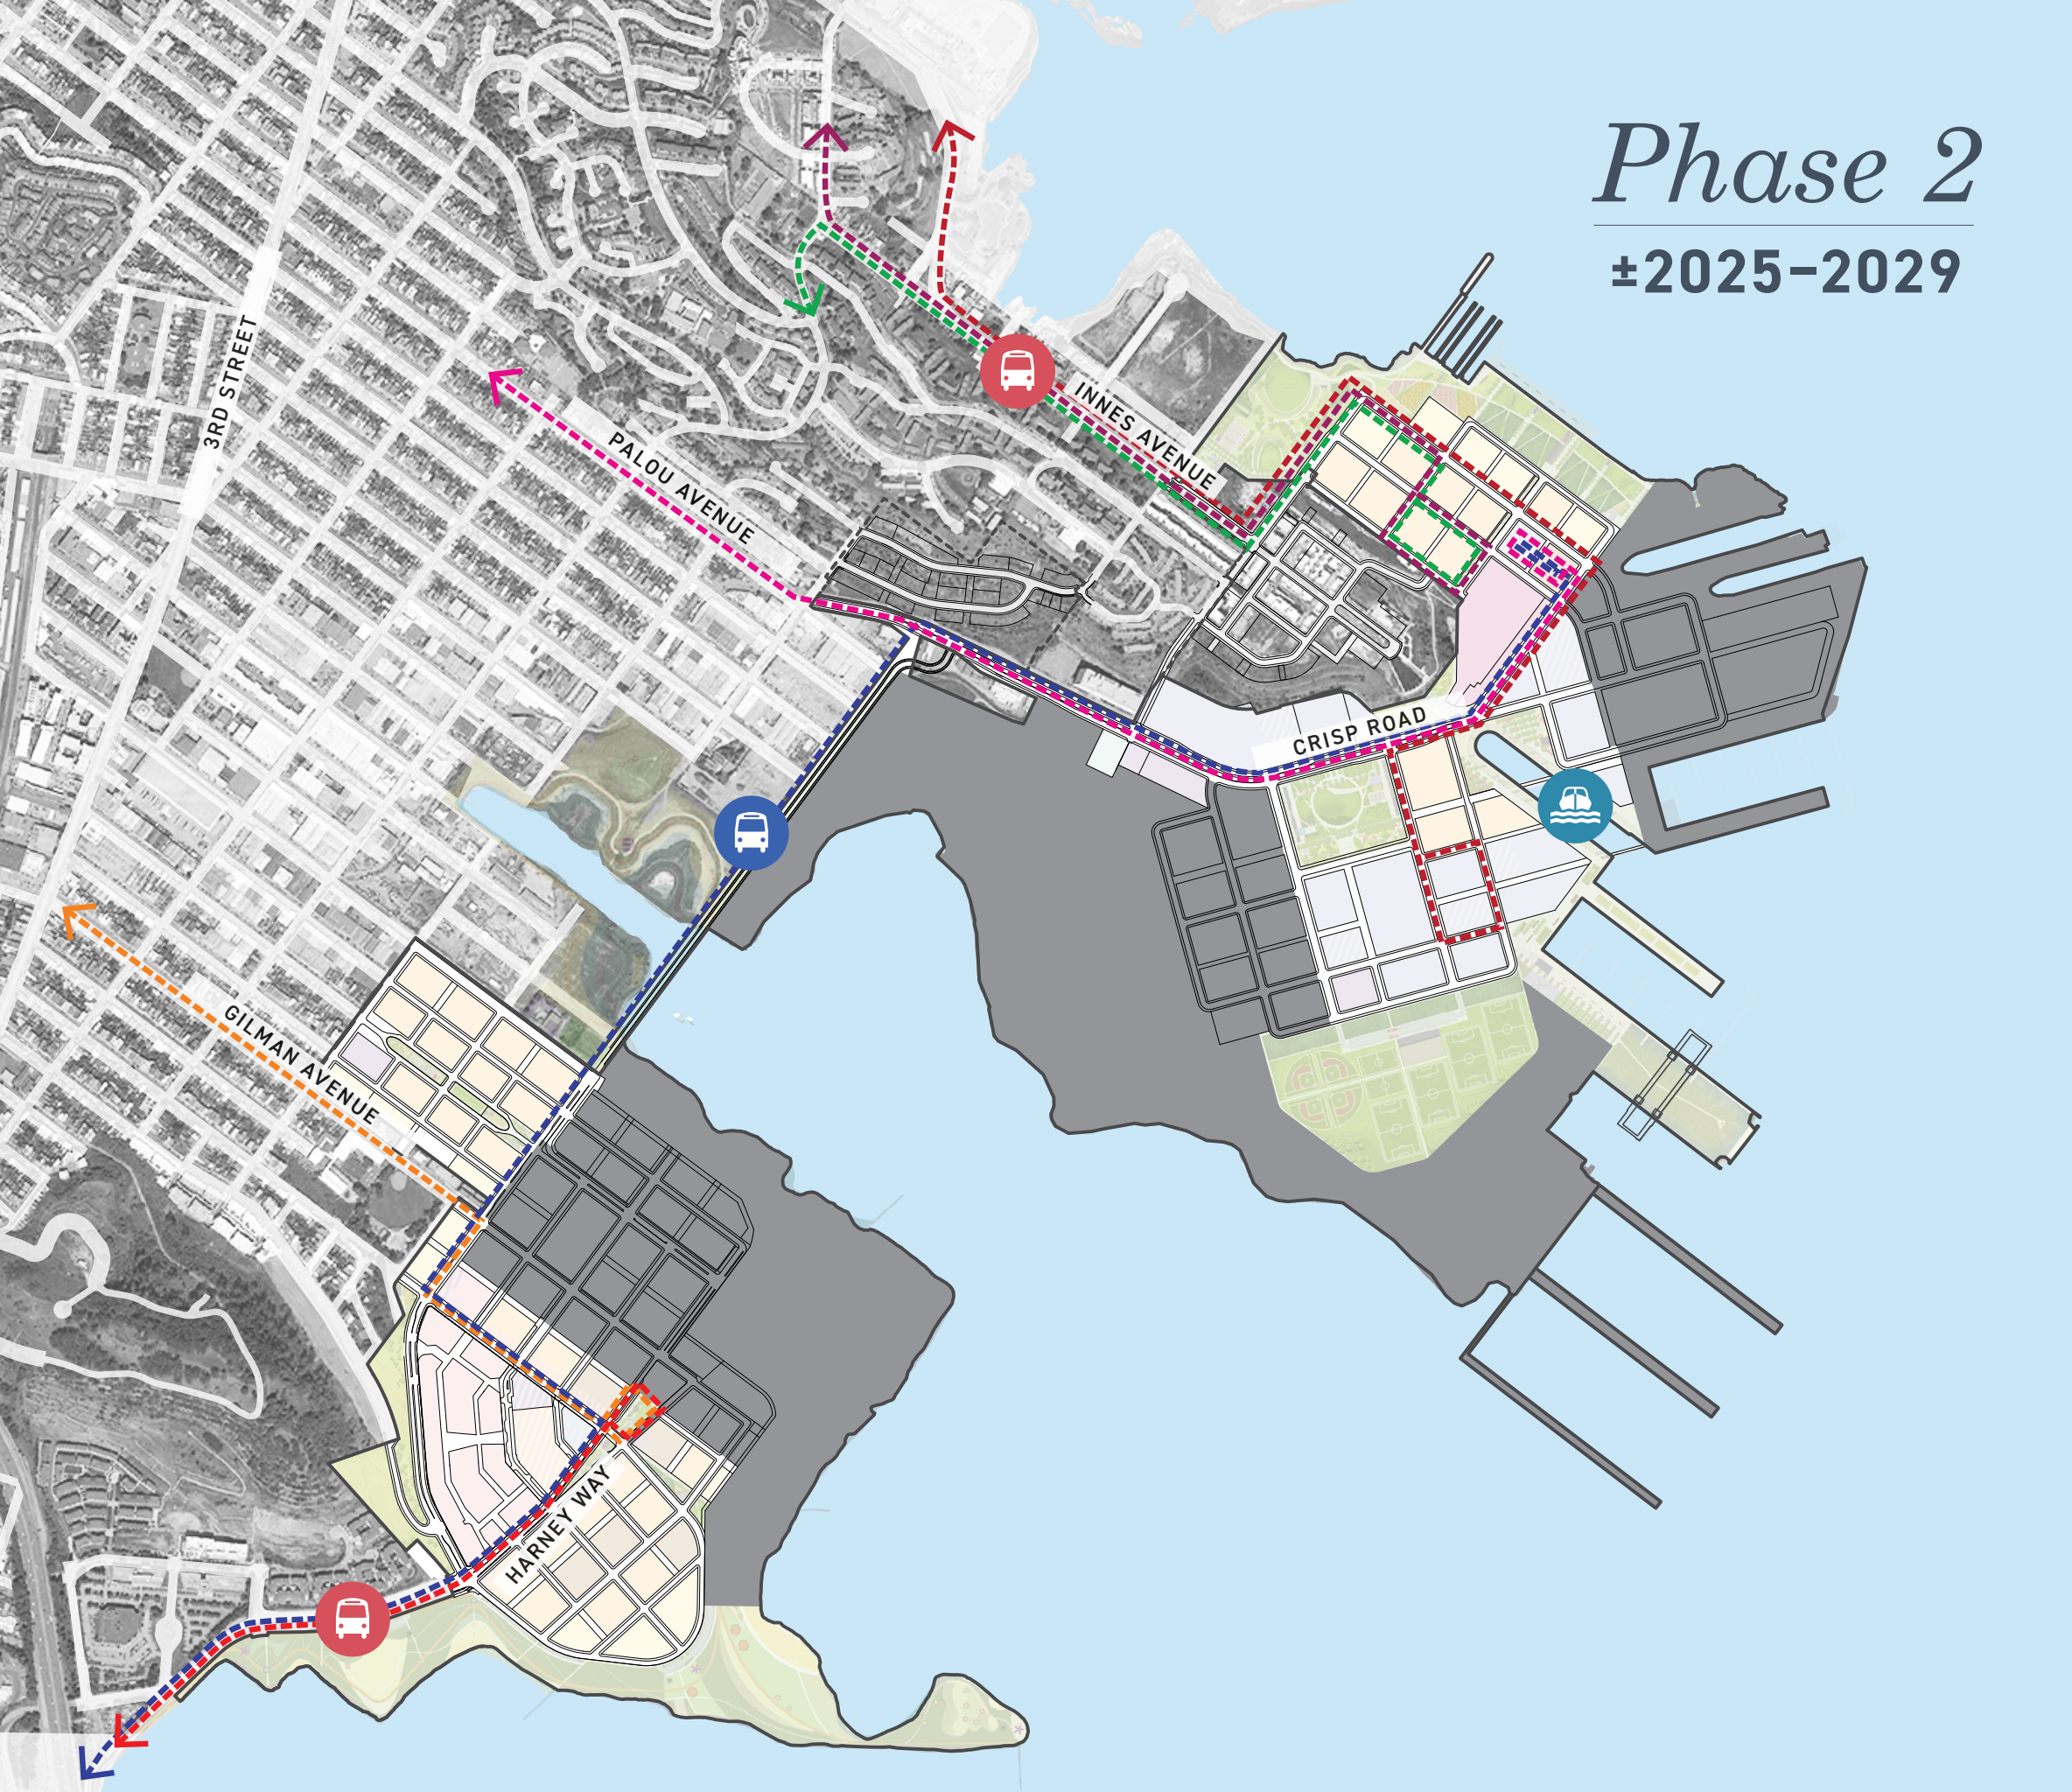 Phase 2
±2025–2029
3RD STREET
INNES AVENUE
PALOU AVENUE
CRISP ROAD
GILMAN AVENUE
HARNEY WAY